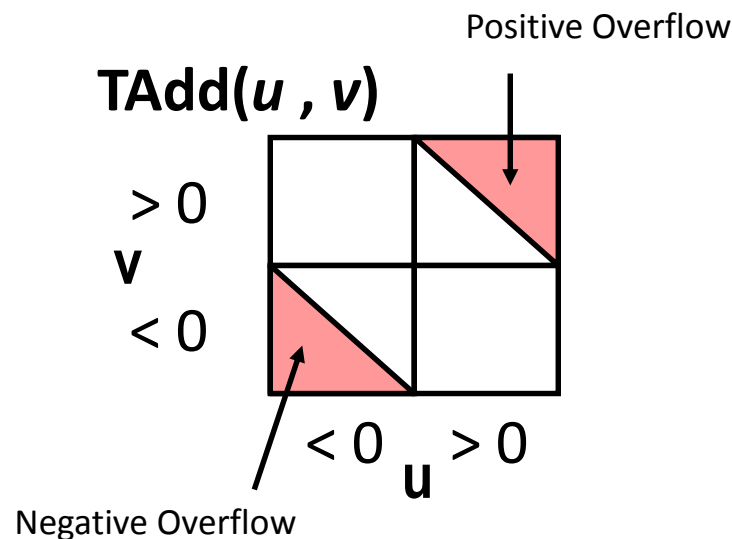 Positive Overflow
TAdd(u , v)
> 0
v
< 0
< 0 > 0
u
Negative Overflow